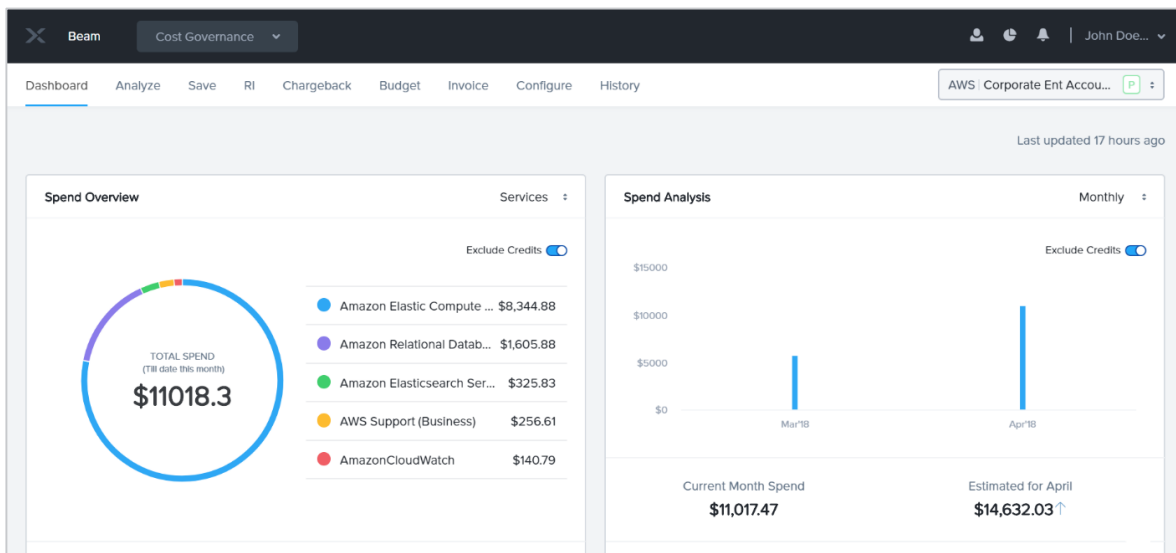 Beam
Cost Governance
John Doe...
Dashboard Analyze Save RI Chargeback Budget Invoice Configure History
AWS Corporate Ent Accou... P
Last updated 17 hours ago
Spend Overview
Services
Exclude Credits
TOTAL SPEND
(Till date this month)
$11018.3
Amazon Elastic Compute ... $8,344.88
Amazon Relational Datab... $1,605.88
Amazon Elasticsearch Ser... $325.83
AWS Support (Business) $256.61
AmazonCloudWatch $140.79
Spend Analysis
Monthly
Exclude Credits
$15000
$10000
$5000
$0
Mar'18
Apr'18
Current Month Spend
$11,017.47
Estimated for April
$14,632.03↑